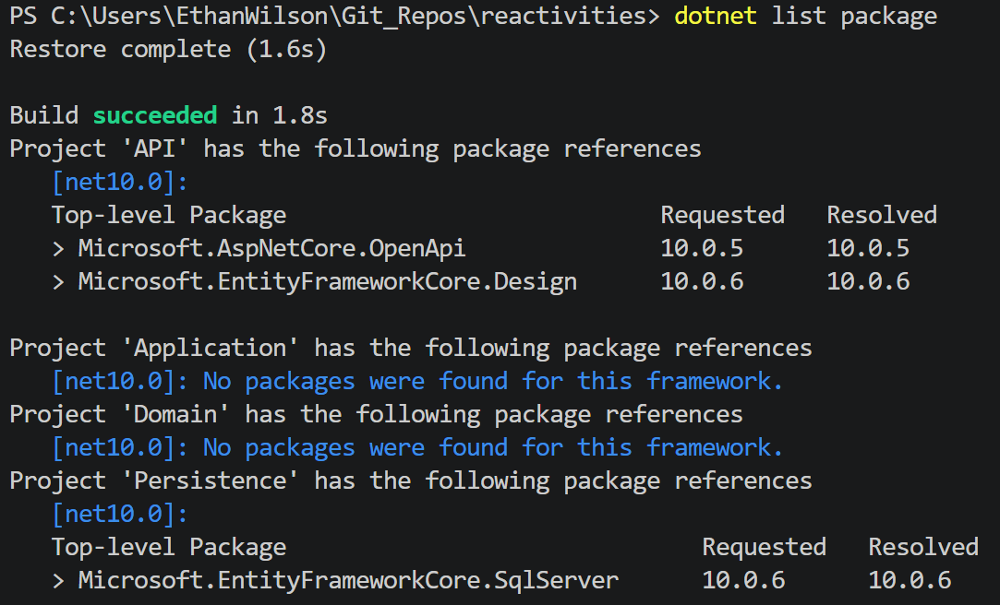 PS C:\Users\EthanWilson\Git_Repos\reactivities> dotnet list package
Restore complete (1.6s)

Build succeeded in 1.8s
Project 'API' has the following package references
   [net10.0]:
   Top-level Package                           Requested   Resolved
   > Microsoft.AspNetCore.OpenApi              10.0.5      10.0.5
   > Microsoft.EntityFrameworkCore.Design      10.0.6      10.0.6

Project 'Application' has the following package references
   [net10.0]: No packages were found for this framework.
Project 'Domain' has the following package references
   [net10.0]: No packages were found for this framework.
Project 'Persistence' has the following package references
   [net10.0]:
   Top-level Package                              Requested   Resolved
   > Microsoft.EntityFrameworkCore.SqlServer      10.0.6      10.0.6